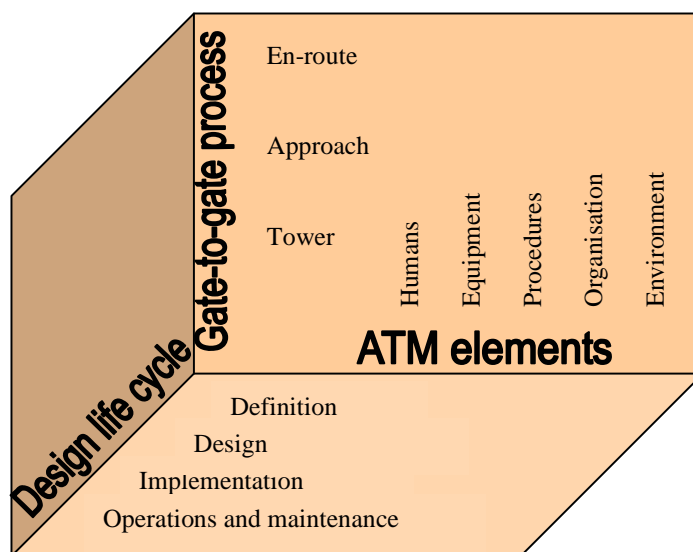 Gate-to-gate process
En-route
Approach
Tower
Humans
Equipment
Procedures
Organisation
Environment
ATM elements
Design life cycle
Definition
Design
Implementation
Operations and maintenance